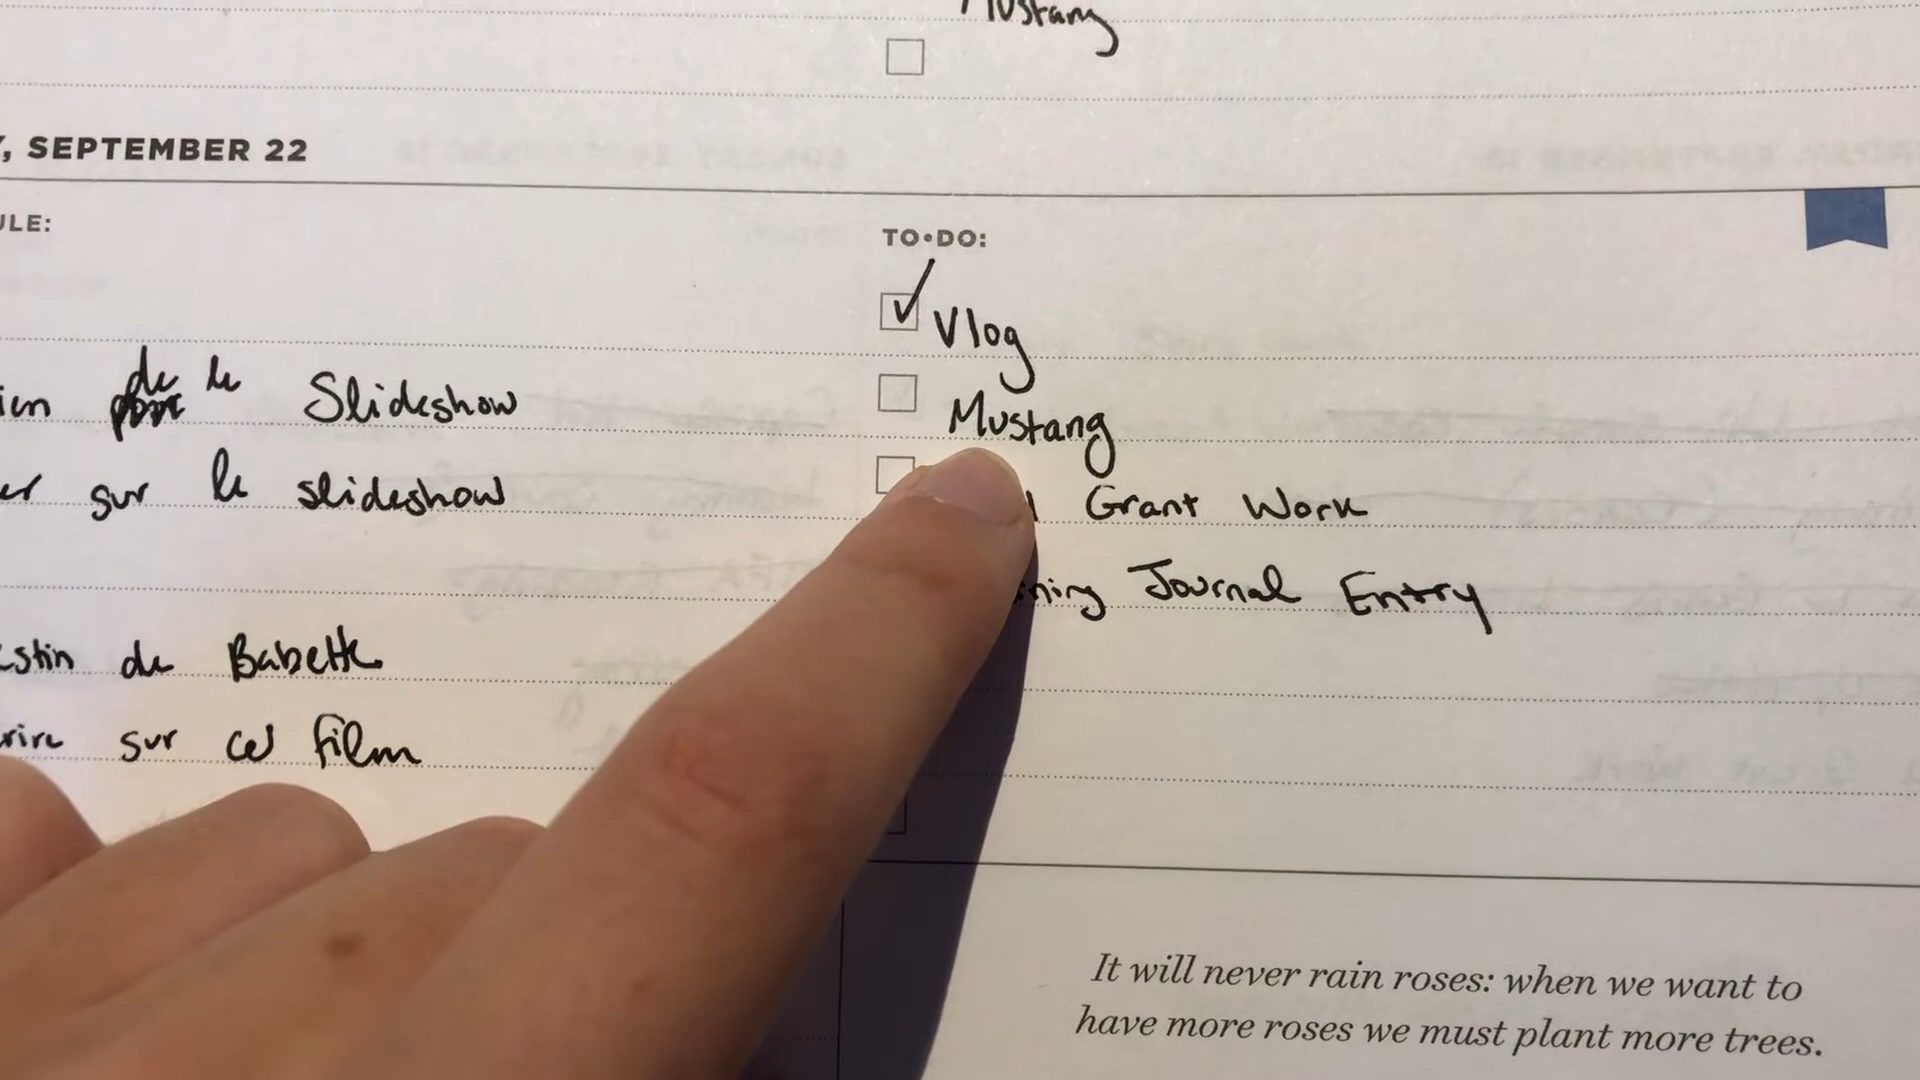 Mustang
, SEPTEMBER 22
ULE:
TO•DO:
Vlog
de le Slideshow
Mustang
sur le slideshow
Grant Work
Journal Entry
de Babette
sur ce film
It will never rain roses: when we want to
have more roses we must plant more trees.